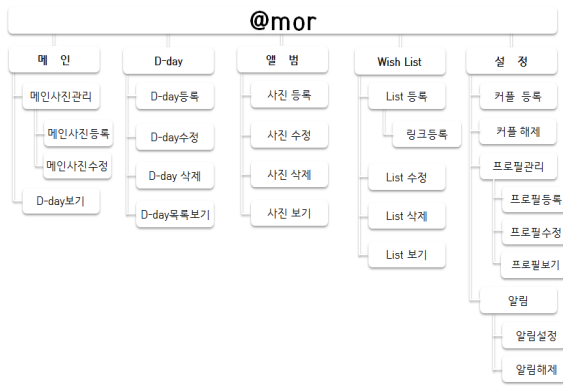 @mor
메 인
메인사진관리
메인사진등록
메인사진수정
D-day보기
D-day
D-day등록
D-day수정
D-day 삭제
D-day목록보기
앨 범
사진 등록
사진 수정
사진 삭제
사진 보기
Wish List
List 등록
링크등록
List 수정
List 삭제
List 보기
설 정
커플 등록
커플 해제
프로필관리
프로필등록
프로필수정
프로필보기
알림
알림설정
알림해제